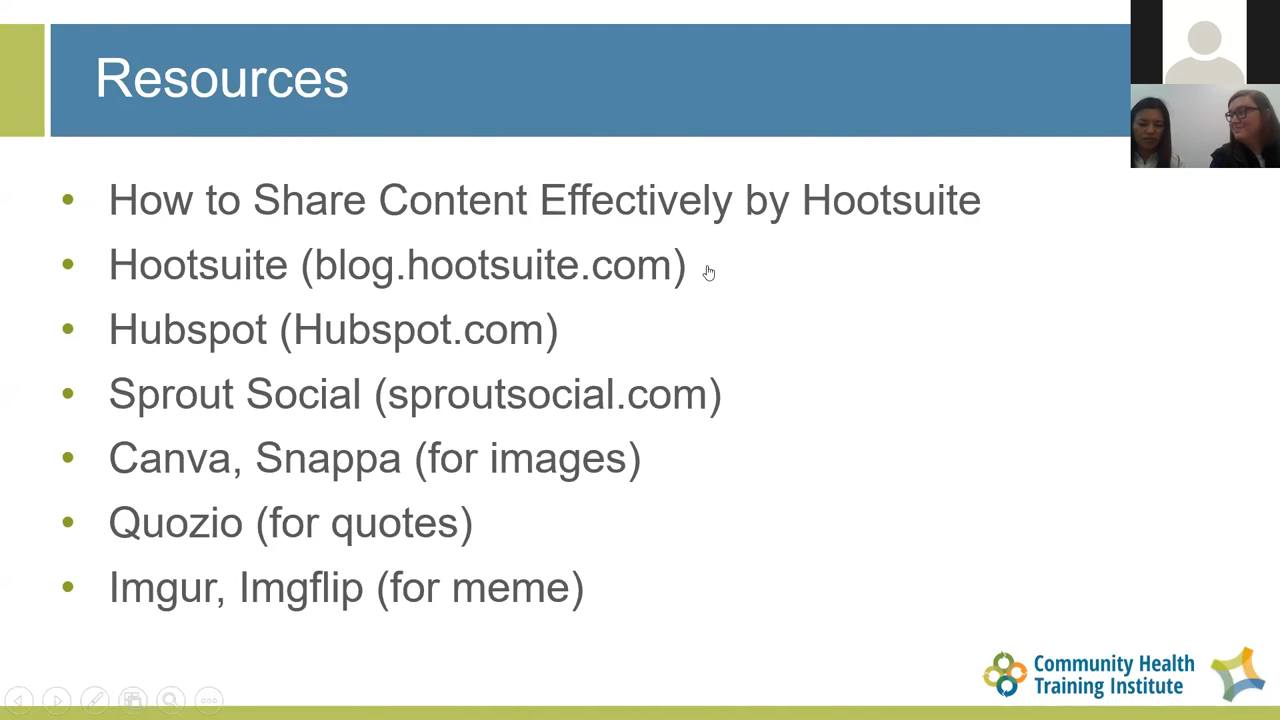 Resources
• How to Share Content Effectively by Hootsuite
• Hootsuite (blog.hootsuite.com)
• Hubspot (Hubspot.com)
• Sprout Social (sproutsocial.com)
• Canva, Snappa (for images)
• Quozio (for quotes)
• Imgur, Imgflip (for meme)
Community Health
Training Institute